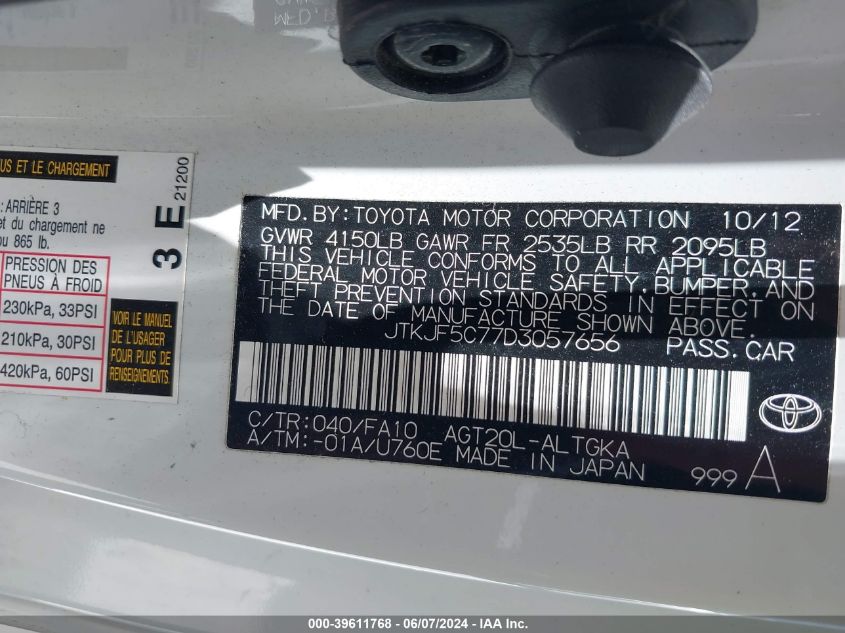 US ET LE CHARGEMENT
: ARRIÈRE 3
et du chargement ne
ou 865 lb.
PRESSION DES
PNEUS À FROID
230kPa, 33PSI
210kPa, 30PSI
420kPa, 60PSI
VOIR LE MANUEL
DE L'USAGER
POUR PLUS DE
RENSEIGNEMENTS.
3 E
21200
MFD. BY: TOYOTA MOTOR CORPORATION 10/12
GVWR 4150LB GAWR FR 2535LB RR 2095LB
THIS VEHICLE CONFORMS TO ALL APPLICABLE
FEDERAL MOTOR VEHICLE SAFETY, BUMPER, AND
THEFT PREVENTION STANDARDS IN EFFECT ON
THE DATE OF MANUFACTURE SHOWN ABOVE.
JTKJF5C77D3057656 PASS. CAR
C/TR: 040/FA10 AGT20L-ALTGKA
A/TM: -01A/U760E MADE IN JAPAN 999 A
000-39611768 - 06/07/2024 - IAA Inc.